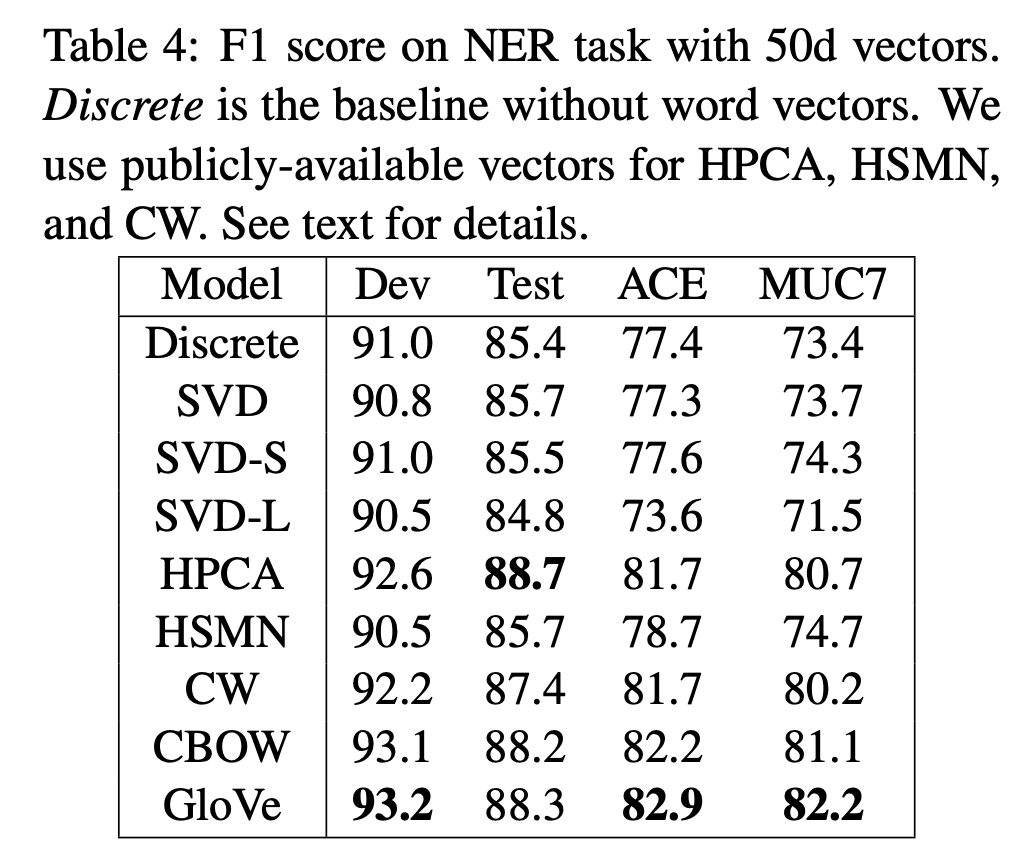 Table 4: F1 score on NER task with 50d vectors.
Discrete is the baseline without word vectors. We
use publicly-available vectors for HPCA, HSMN,
and CW. See text for details.
Model Dev Test ACE MUC7
Discrete 91.0 85.4 77.4 73.4
SVD 90.8 85.7 77.3 73.7
SVD-S 91.0 85.5 77.6 74.3
SVD-L 90.5 84.8 73.6 71.5
HPCA 92.6 88.7 81.7 80.7
HSMN 90.5 85.7 78.7 74.7
CW 92.2 87.4 81.7 80.2
CBOW 93.1 88.2 82.2 81.1
GloVe 93.2 88.3 82.9 82.2